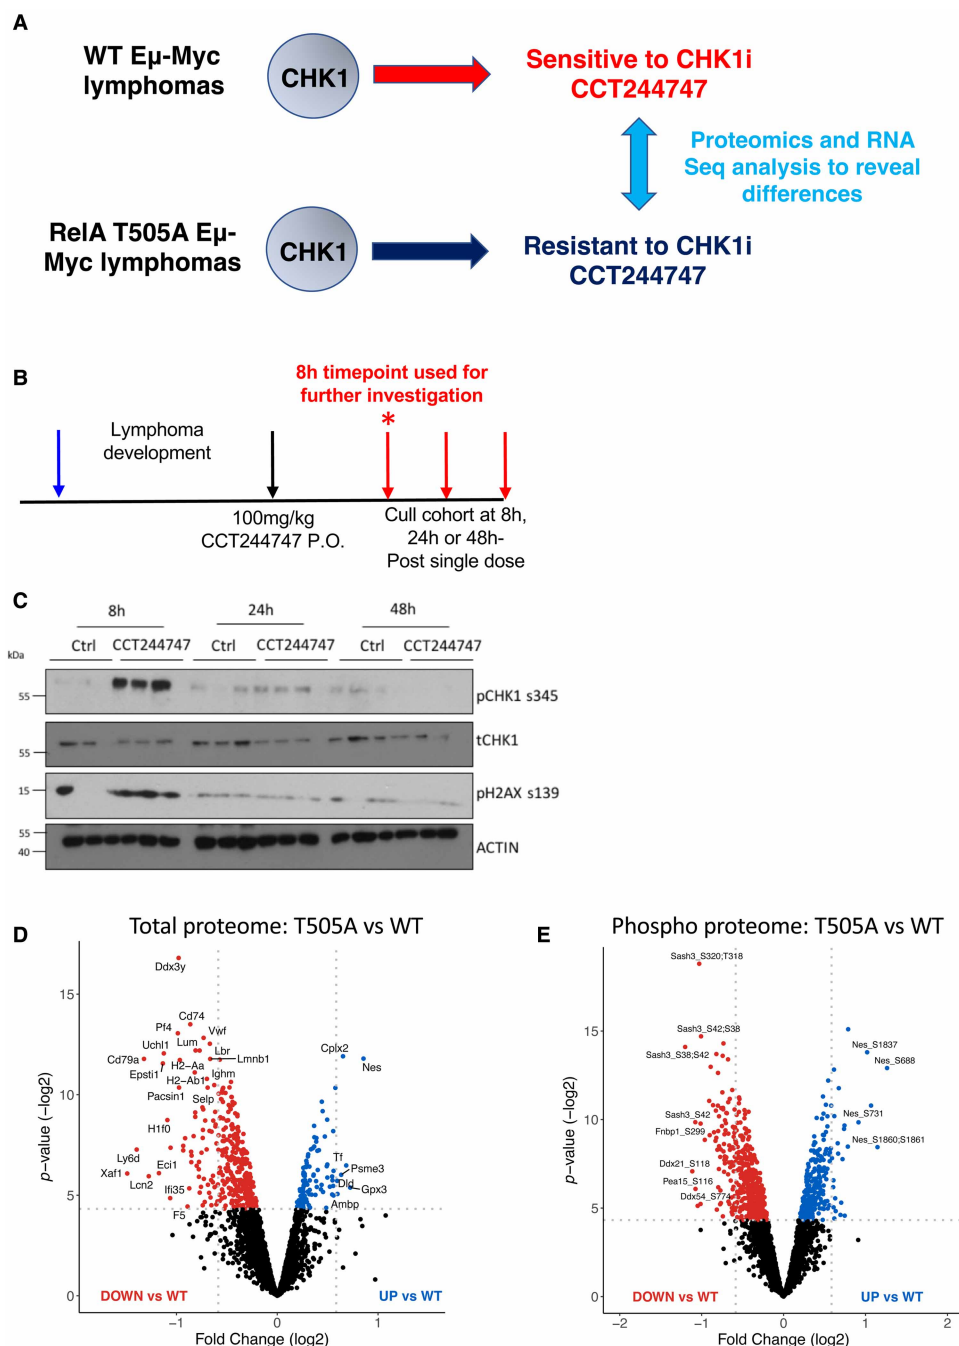 A
WT Eµ-Myc
lymphomas
CHK1
Sensitive to CHK1i
CCT244747
Proteomics and RNA
Seq analysis to reveal
differences
RelA T505A Eµ-
Myc lymphomas
CHK1
Resistant to CHK1i
CCT244747
B
8h timepoint used for
further investigation
*
Lymphoma
development
100mg/kg
CCT244747 P.O.
Cull cohort at 8h,
24h or 48h-
Post single dose
C
8h
24h
48h
Ctrl
CCT244747
Ctrl
CCT244747
Ctrl
CCT244747
kDa
55
pCHK1 s345
tCHK1
55
15
pH2AX s139
55
40
ACTIN
D
Total proteome: T505A vs WT
p-value (−log2)
15
10
5
0
Ddx3y
Cd74
Pf4
Vwf
Lum
Uchl1
Lbr
Lmnb1
Cd79a
H2−Aa
Epsti1
Ighm
H2−Ab1
Pacsin1
Selp
H1f0
Ly6d
Eci1
Xaf1
Lcn2
Ifi35
F5
Cplx2
Nes
Tf
Psme3
Dld
Gpx3
Ambp
DOWN vs WT
UP vs WT
−1
0
1
Fold Change (log2)
E
Phospho proteome: T505A vs WT
p-value (−log2)
15
10
5
0
Sash3_S320;T318
Sash3_S42;S38
Sash3_S38;S42
Sash3_S42
Fnbp1_S299
Ddx21_S118
Pea15_S116
Ddx54_S774
Nes_S1837
Nes_S688
Nes_S731
Nes_S1860;S1861
DOWN vs WT
UP vs WT
−2
−1
0
1
2
Fold Change (log2)